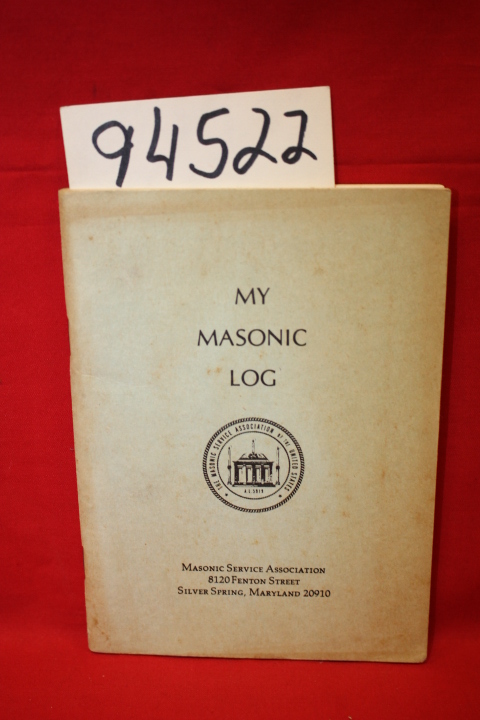 94522
MY
MASONIC
LOG
THE MASONIC SERVICE ASSOCIATION OF THE UNITED STATES
A.L. 5919
MASONIC SERVICE ASSOCIATION
8120 FENTON STREET
SILVER SPRING, MARYLAND 20910